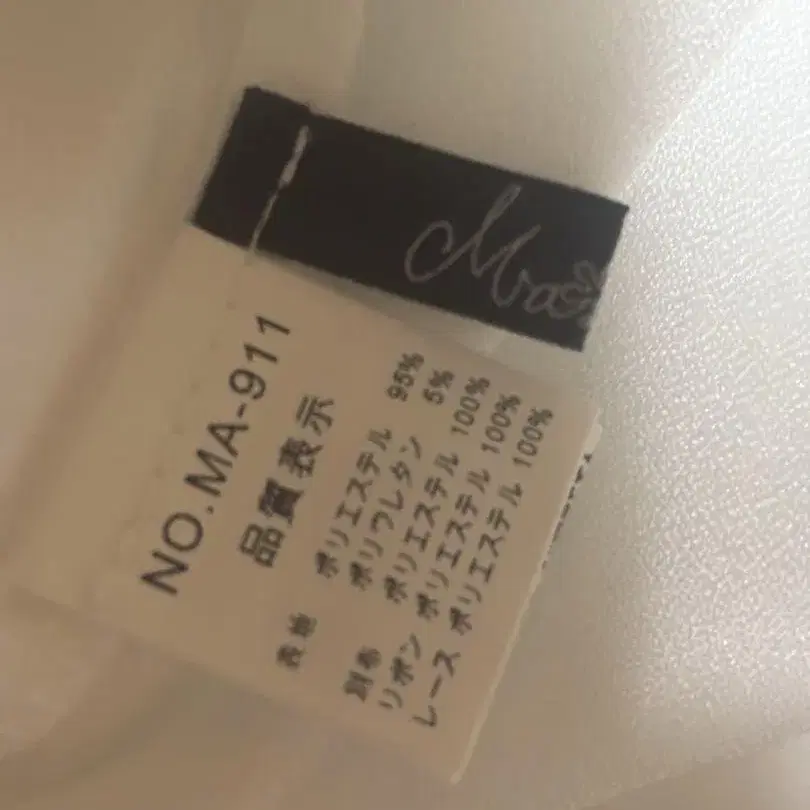 NO.MA-911
品質表示
表地 ポリエステル 95%
ポリウレタン 5%
別布 ポリエステル 100%
リボン ポリエステル 100%
レース ポリエステル 100%